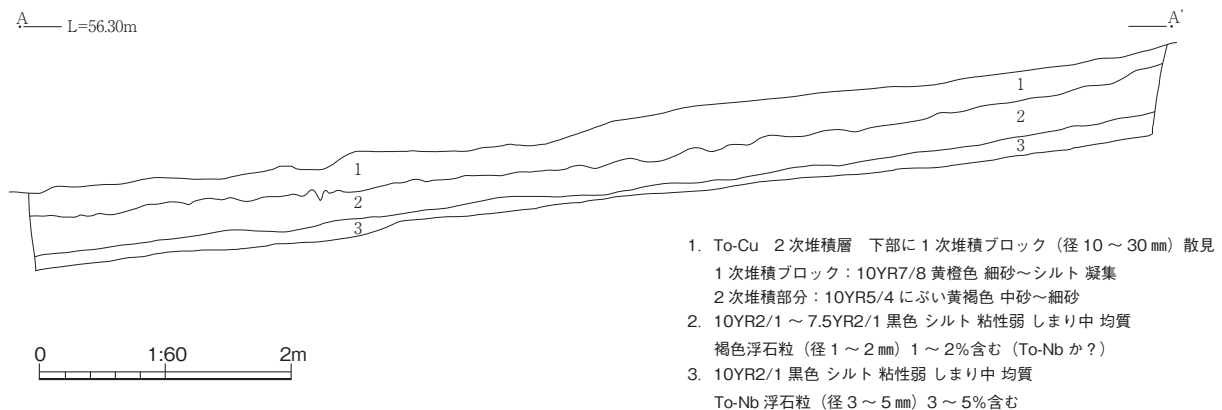 A
L=56.30m
A'
1
2
3
1
2
3
1. To-Cu 2次堆積層 下部に1次堆積ブロック（径10～30㎜）散見
1次堆積ブロック：10YR7/8 黄橙色 細砂～シルト 凝集
2次堆積部分：10YR5/4 にぶい黄褐色 中砂～細砂
2. 10YR2/1～7.5YR2/1 黒色 シルト 粘性弱 しまり中 均質
褐色浮石粒（径1～2㎜）1～2%含む（To-Nbか？）
3. 10YR2/1 黒色 シルト 粘性弱 しまり中 均質
To-Nb 浮石粒（径3～5㎜）3～5%含む
0 1:60 2m